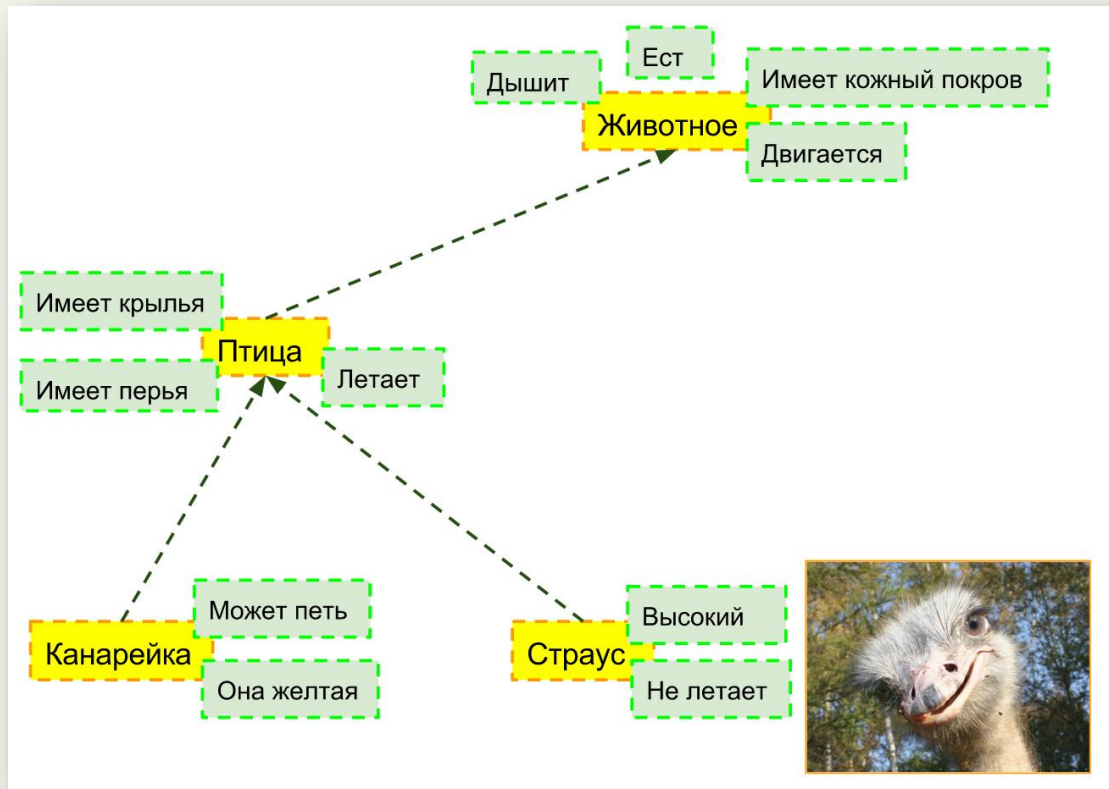 Ест
Дышит
Имеет кожный покров
Животное
Двигается
Имеет крылья
Птица
Летает
Имеет перья
Может петь
Канарейка
Она желтая
Высокий
Страус
Не летает